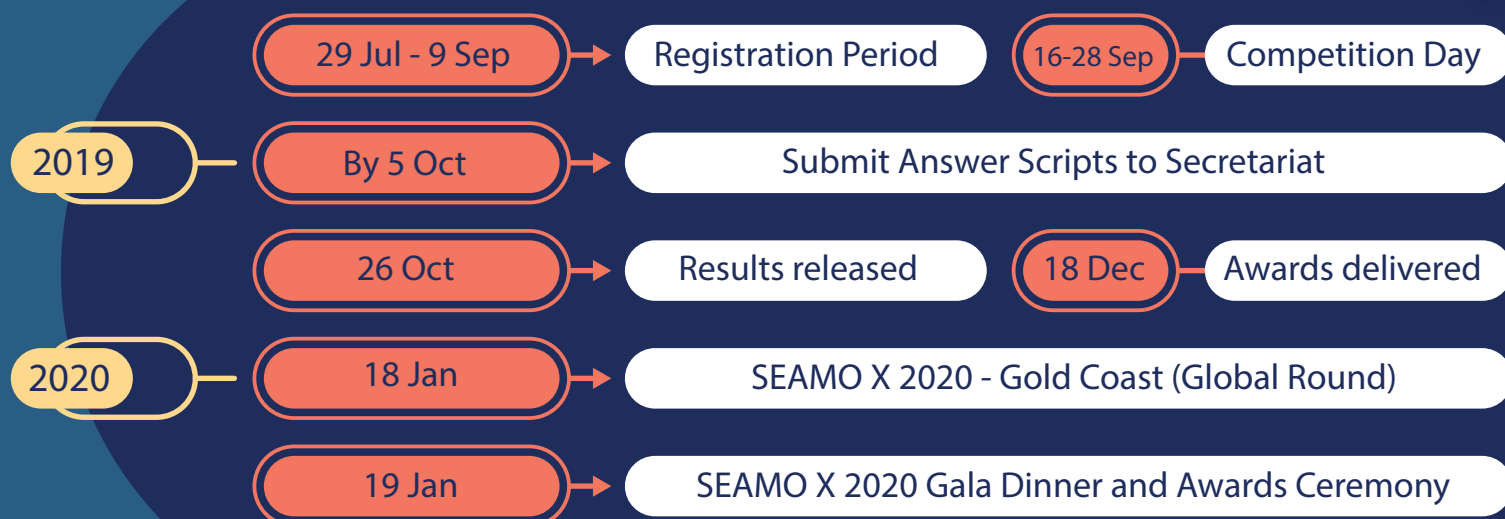 29 Jul - 9 Sep
Registration Period
16-28 Sep
Competition Day
2019
By 5 Oct
Submit Answer Scripts to Secretariat
26 Oct
Results released
18 Dec
Awards delivered
2020
18 Jan
SEAMO X 2020 - Gold Coast (Global Round)
19 Jan
SEAMO X 2020 Gala Dinner and Awards Ceremony